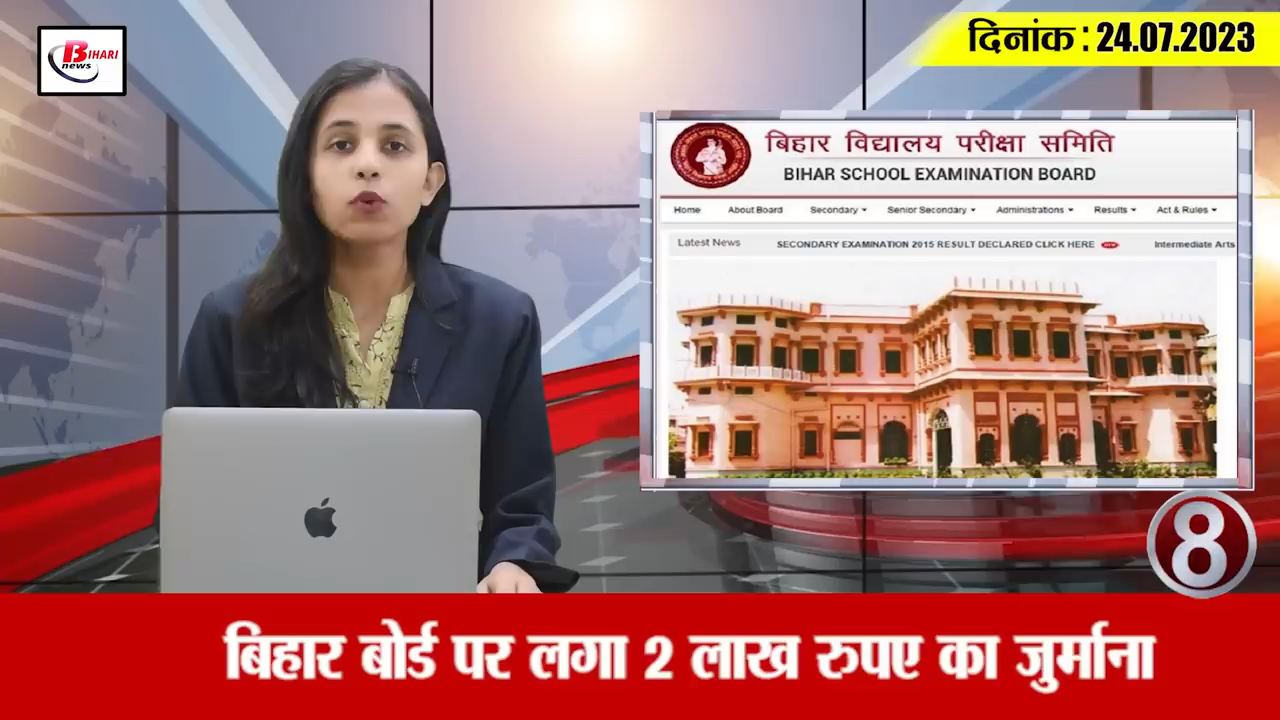 BIHARI
news
दिनांक : 24.07.2023
बिहार विद्यालय परीक्षा समिति
BIHAR SCHOOL EXAMINATION BOARD
Home About Board Secondary Senior Secondary Administrations Results Act & Rules
Latest News SECONDARY EXAMINATION 2015 RESULT DECLARED CLICK HERE Intermediate Arts
8
बिहार बोर्ड पर लगा 2 लाख रुपए का जुर्माना